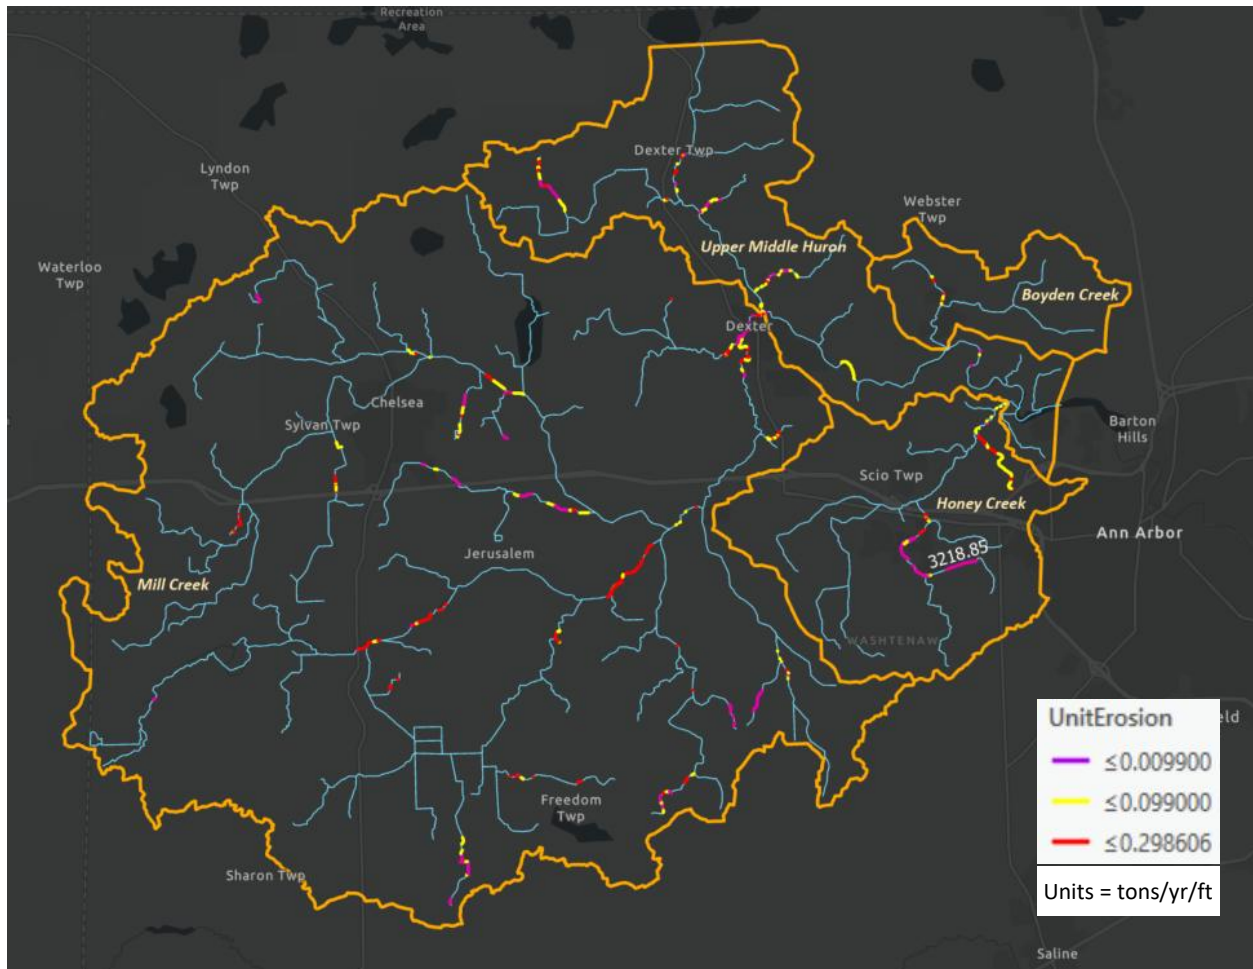 Recreation
Area
Dexter Twp
Lyndon
Twp
Webster
Twp
Upper Middle Huron
Waterloo
Twp
Boyden Creek
Dexter
Chelsea
Sylvan Twp
Barton
Hills
Scio Twp
Honey Creek
Ann Arbor
Jerusalem
3218.85
Mill Creek
WASHTENAW
Freedom
Twp
Sharon Twp
UnitErosion
eld
≤0.009900
≤0.099000
≤0.298606
Units = tons/yr/ft
Saline